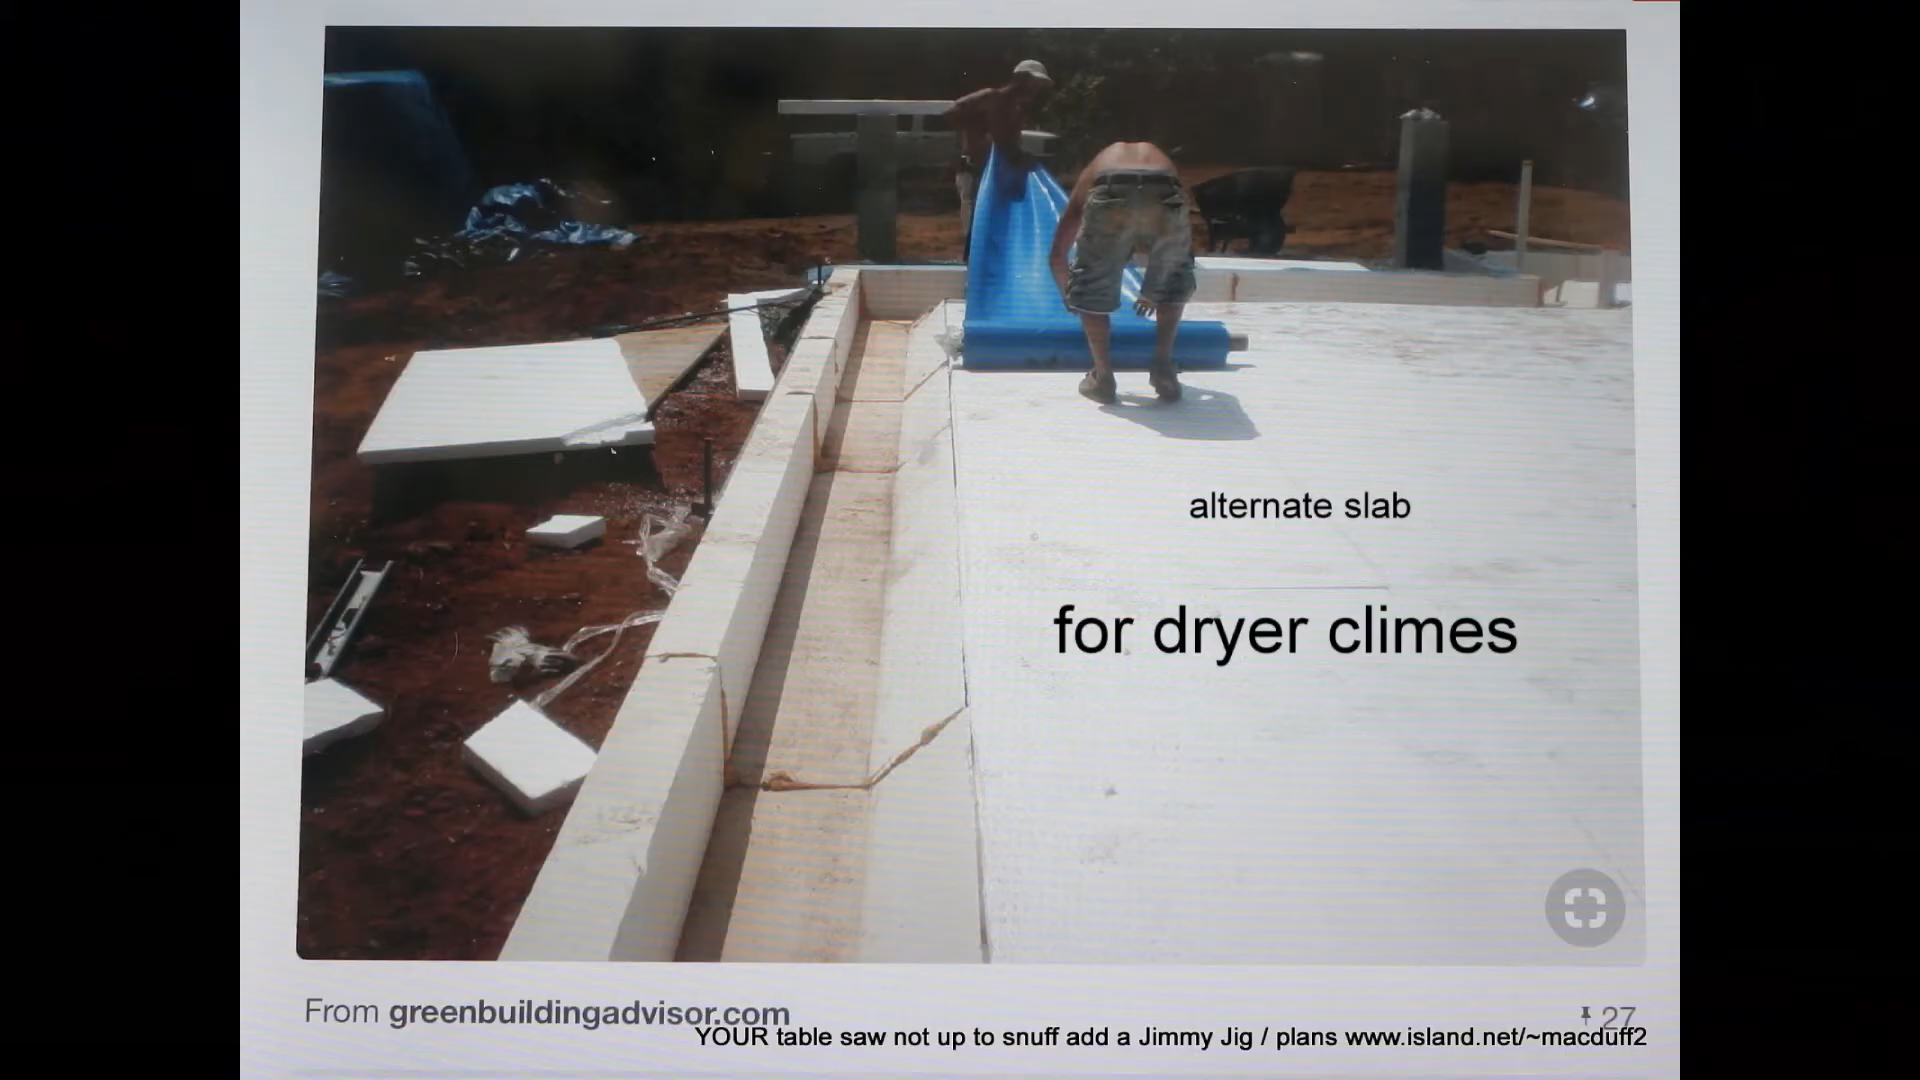 alternate slab
for dryer climes
From greenbuildingadvisor.com
27
YOUR table saw not up to snuff add a Jimmy Jig / plans www.island.net/~macduff2